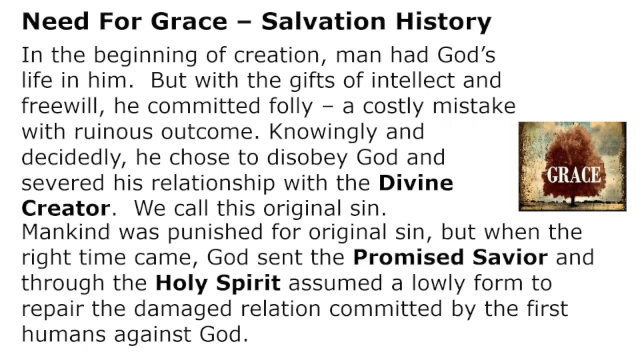 Need For Grace – Salvation History
In the beginning of creation, man had God’s
life in him.  But with the gifts of intellect and
freewill, he committed folly – a costly mistake
with ruinous outcome. Knowingly and
decidedly, he chose to disobey God and
severed his relationship with the Divine
Creator.  We call this original sin.
GRACE
Mankind was punished for original sin, but when the
right time came, God sent the Promised Savior and
through the Holy Spirit assumed a lowly form to
repair the damaged relation committed by the first
humans against God.